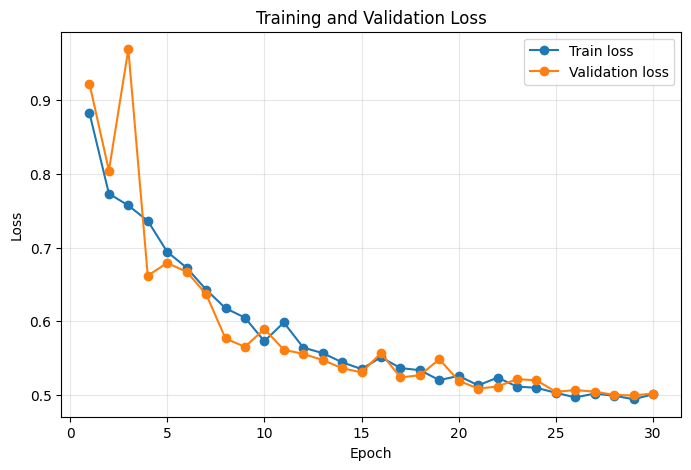 Training and Validation Loss
Train loss
Validation loss
0.9
0.8
0.7
0.6
0.5
Loss
0 5 10 15 20 25 30
Epoch